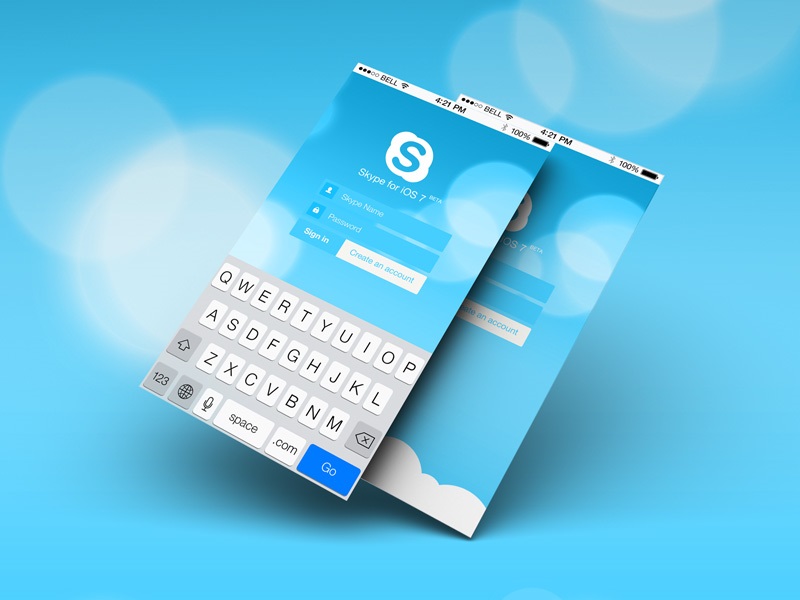 BELL 4:21 PM 100%
S
Skype for iOS 7 BETA
Skype Name
Password
Sign in Create an account
Q W E R T Y U I O P
A S D F G H J K L
Z X C V B N M
123 space .com Go
BELL 4:21 PM 100%
iOS 7 BETA
an account